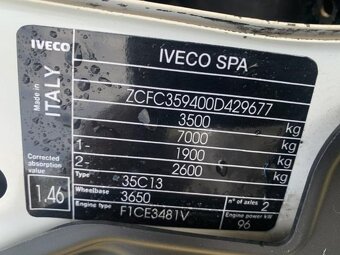 IVECO
IVECO SPA
Made in
ITALY
ZCFC359400D429677
3500 kg
7000 kg
1- 1900 kg
2- 2600 kg
Corrected
absorption
value
1.46
Type 35C13
Wheelbase 3650 n° of axles 2
Engine type F1CE3481V Engine power kW 96